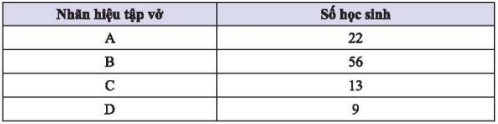 Nhãn hiệu tập vở Số học sinh
A 22
B 56
C 13
D 9